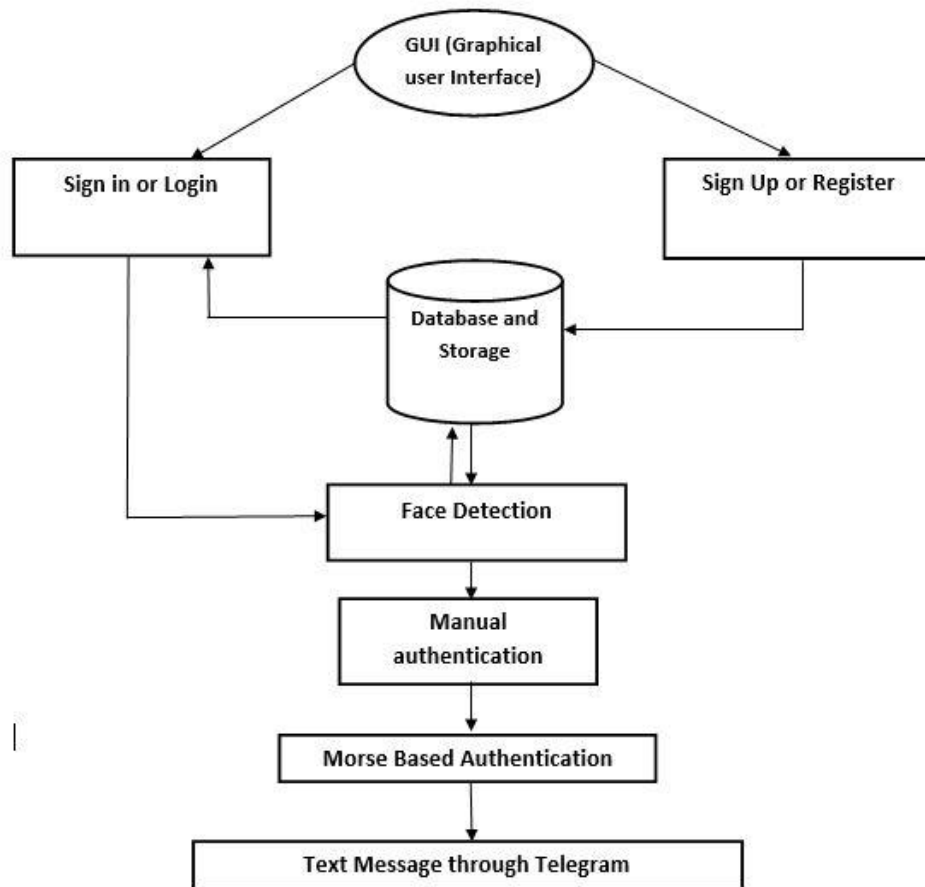 GUI (Graphical
user Interface)
Sign in or Login
Sign Up or Register
Database and
Storage
Face Detection
Manual
authentication
Morse Based Authentication
Text Message through Telegram